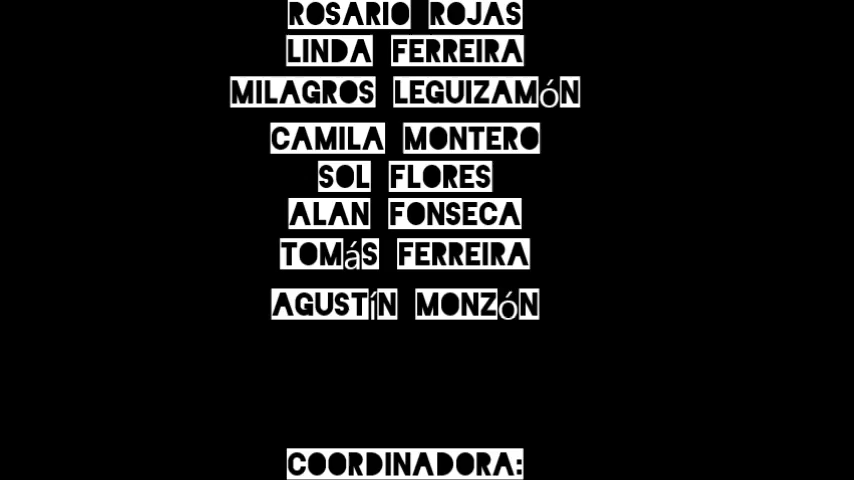 ROSARIO ROJAS
LINDA FERREIRA
MILAGROS LEGUIZAMóN
CAMILA MONTERO
SOL FLORES
ALAN FONSECA
TOMáS FERREIRA
AGUSTíN MONZóN
COORDINADORA: